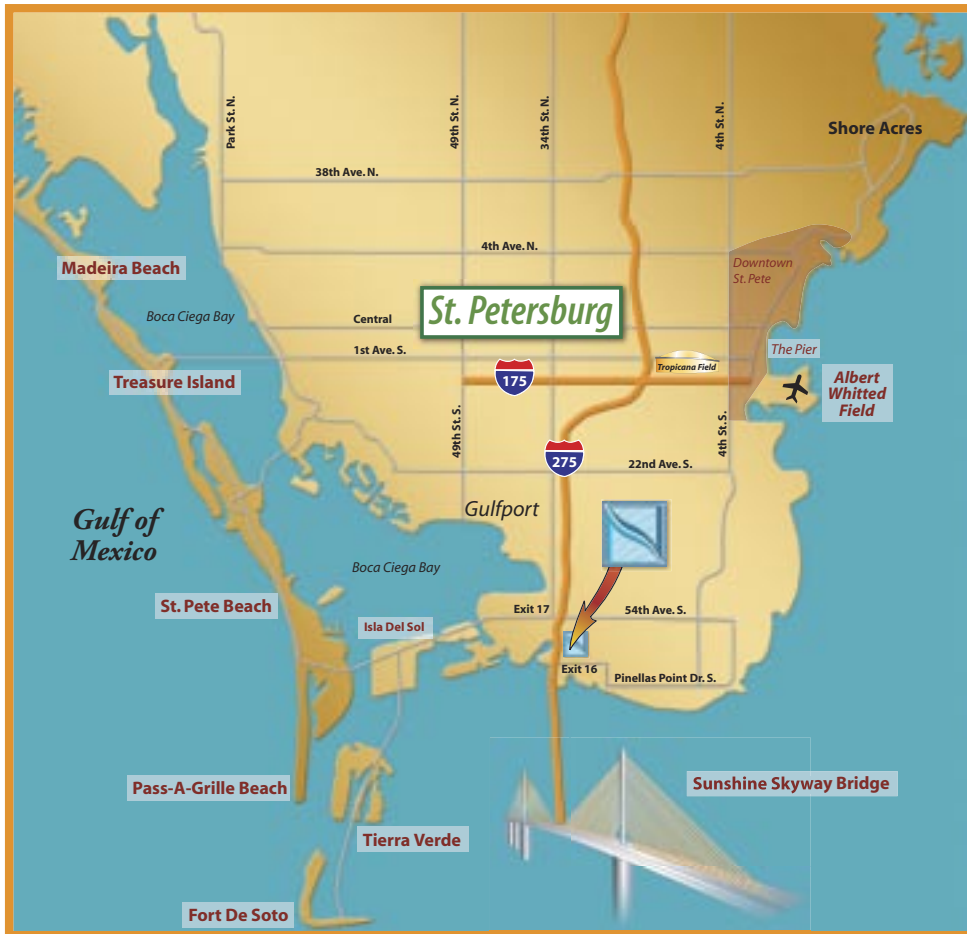 Park St. N.
49th St. N.
34th St. N.
4th St. N.
Shore Acres
38th Ave. N.
4th Ave. N.
Madeira Beach
Downtown
St. Pete
Boca Ciega Bay
Central
St. Petersburg
1st Ave. S.
The Pier
Tropicana Field
Treasure Island
175
Albert
Whitted
Field
49th St. S.
4th St. S.
275
22nd Ave. S.
Gulfport
Gulf of
Mexico
Boca Ciega Bay
St. Pete Beach
Exit 17
54th Ave. S.
Isla Del Sol
Exit 16
Pinellas Point Dr. S.
Pass-A-Grille Beach
Sunshine Skyway Bridge
Tierra Verde
Fort De Soto